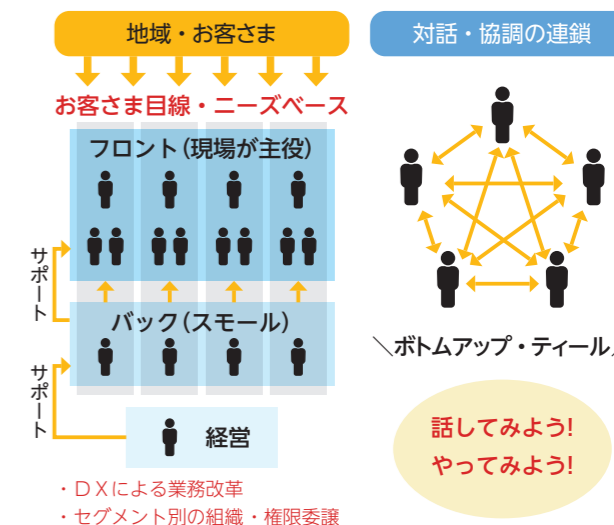 地域・お客さま
お客さま目線・ニーズベース
フロント(現場が主役)
サポート
バック(スモール)
サポート
経営
・DXによる業務改革
・セグメント別の組織・権限委譲
対話・協調の連鎖
＼ボトムアップ・ティール／
話してみよう!
やってみよう!